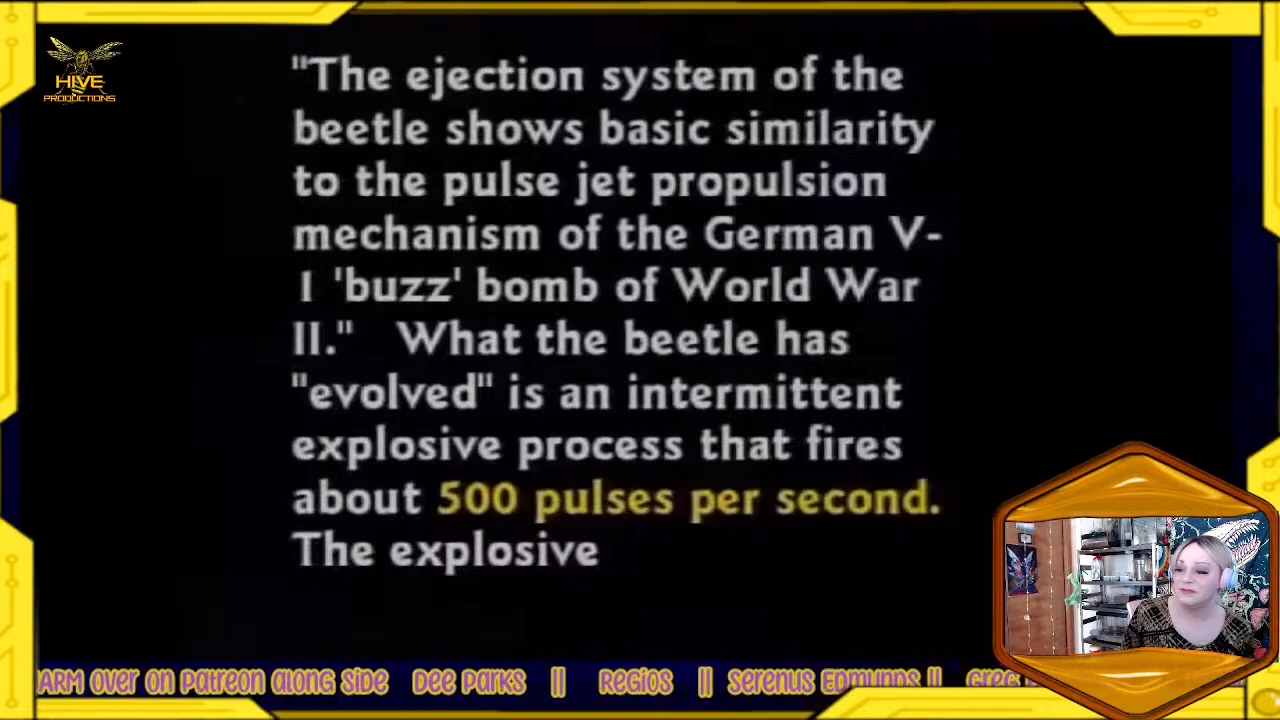 HIVE
PRODUCTIONS
"The ejection system of the
beetle shows basic similarity
to the pulse jet propulsion
mechanism of the German V-
1 'buzz' bomb of World War
II." What the beetle has
"evolved" is an intermittent
explosive process that fires
about 500 pulses per second.
The explosive
ARM over on Patreon along side Dee Parks || Regios || Serenus Edmunds || Greg